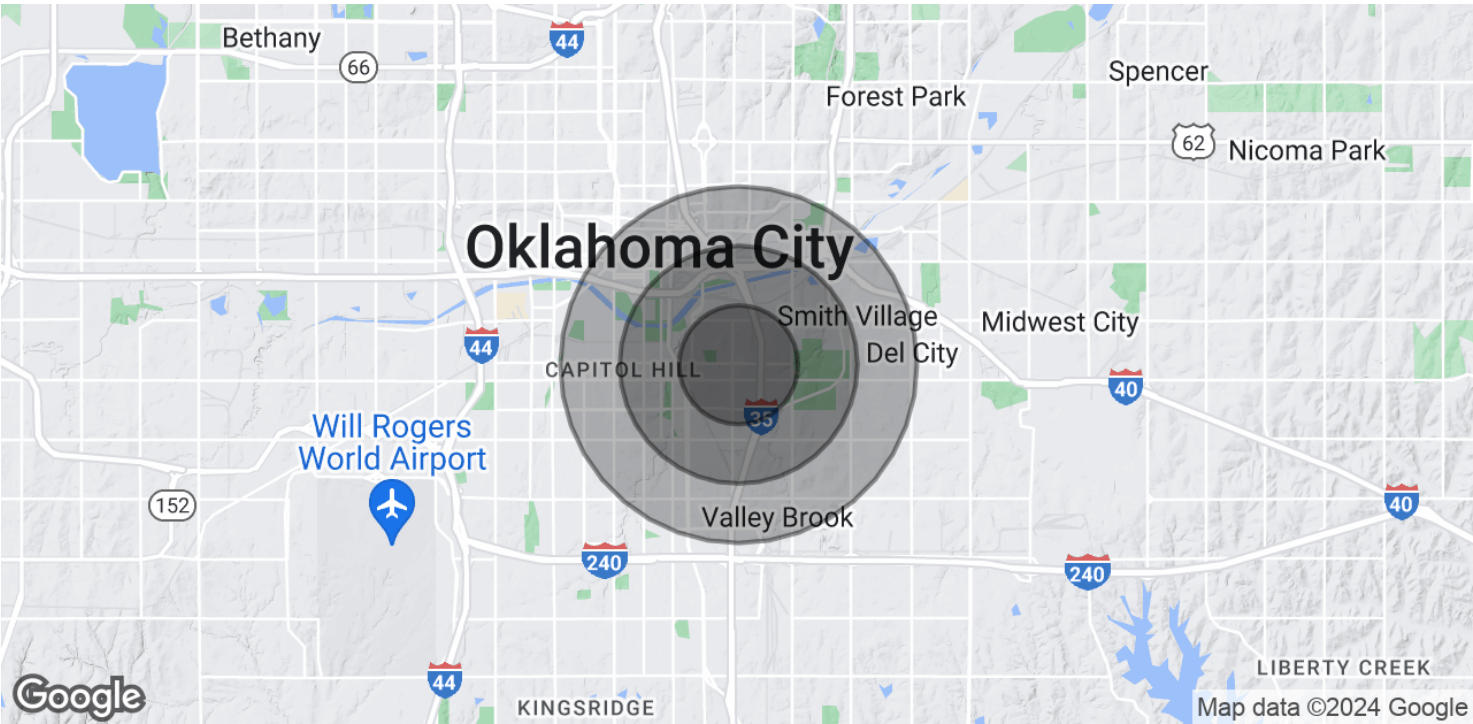 Bethany
44
66
Spencer
Forest Park
62
Nicoma Park
Oklahoma City
Smith Village
Midwest City
44
Del City
CAPITOL HILL
40
35
Will Rogers
World Airport
152
40
Valley Brook
240
240
LIBERTY CREEK
44
Google
KINGSRIDGE
Map data ©2024 Google